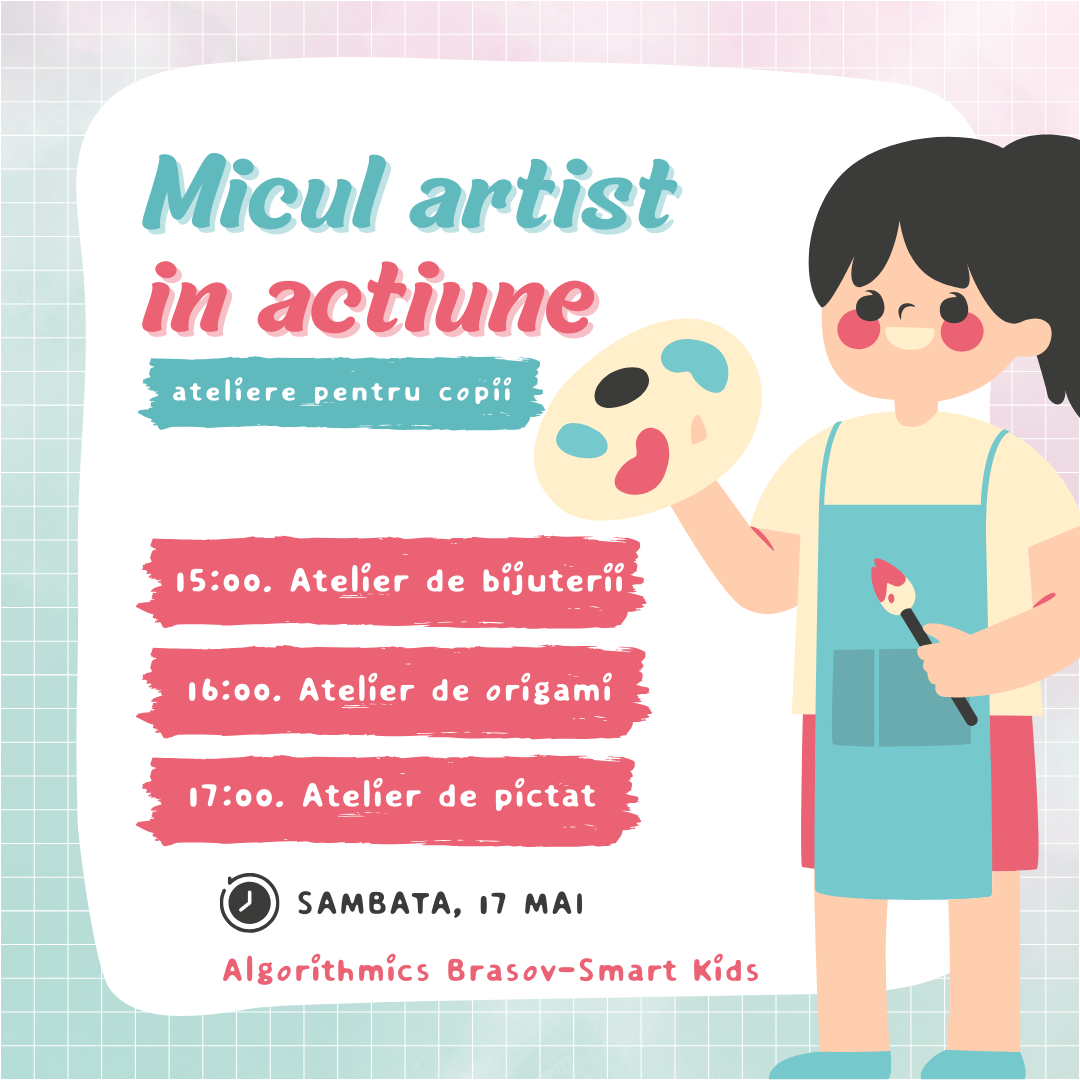 Micul artist
in actiune
ateliere pentru copii
15:00. Atelier de bijuterii
16:00. Atelier de origami
17:00. Atelier de pictat
SAMBATA, 17 MAI
Algorithmics Brasov-Smart Kids